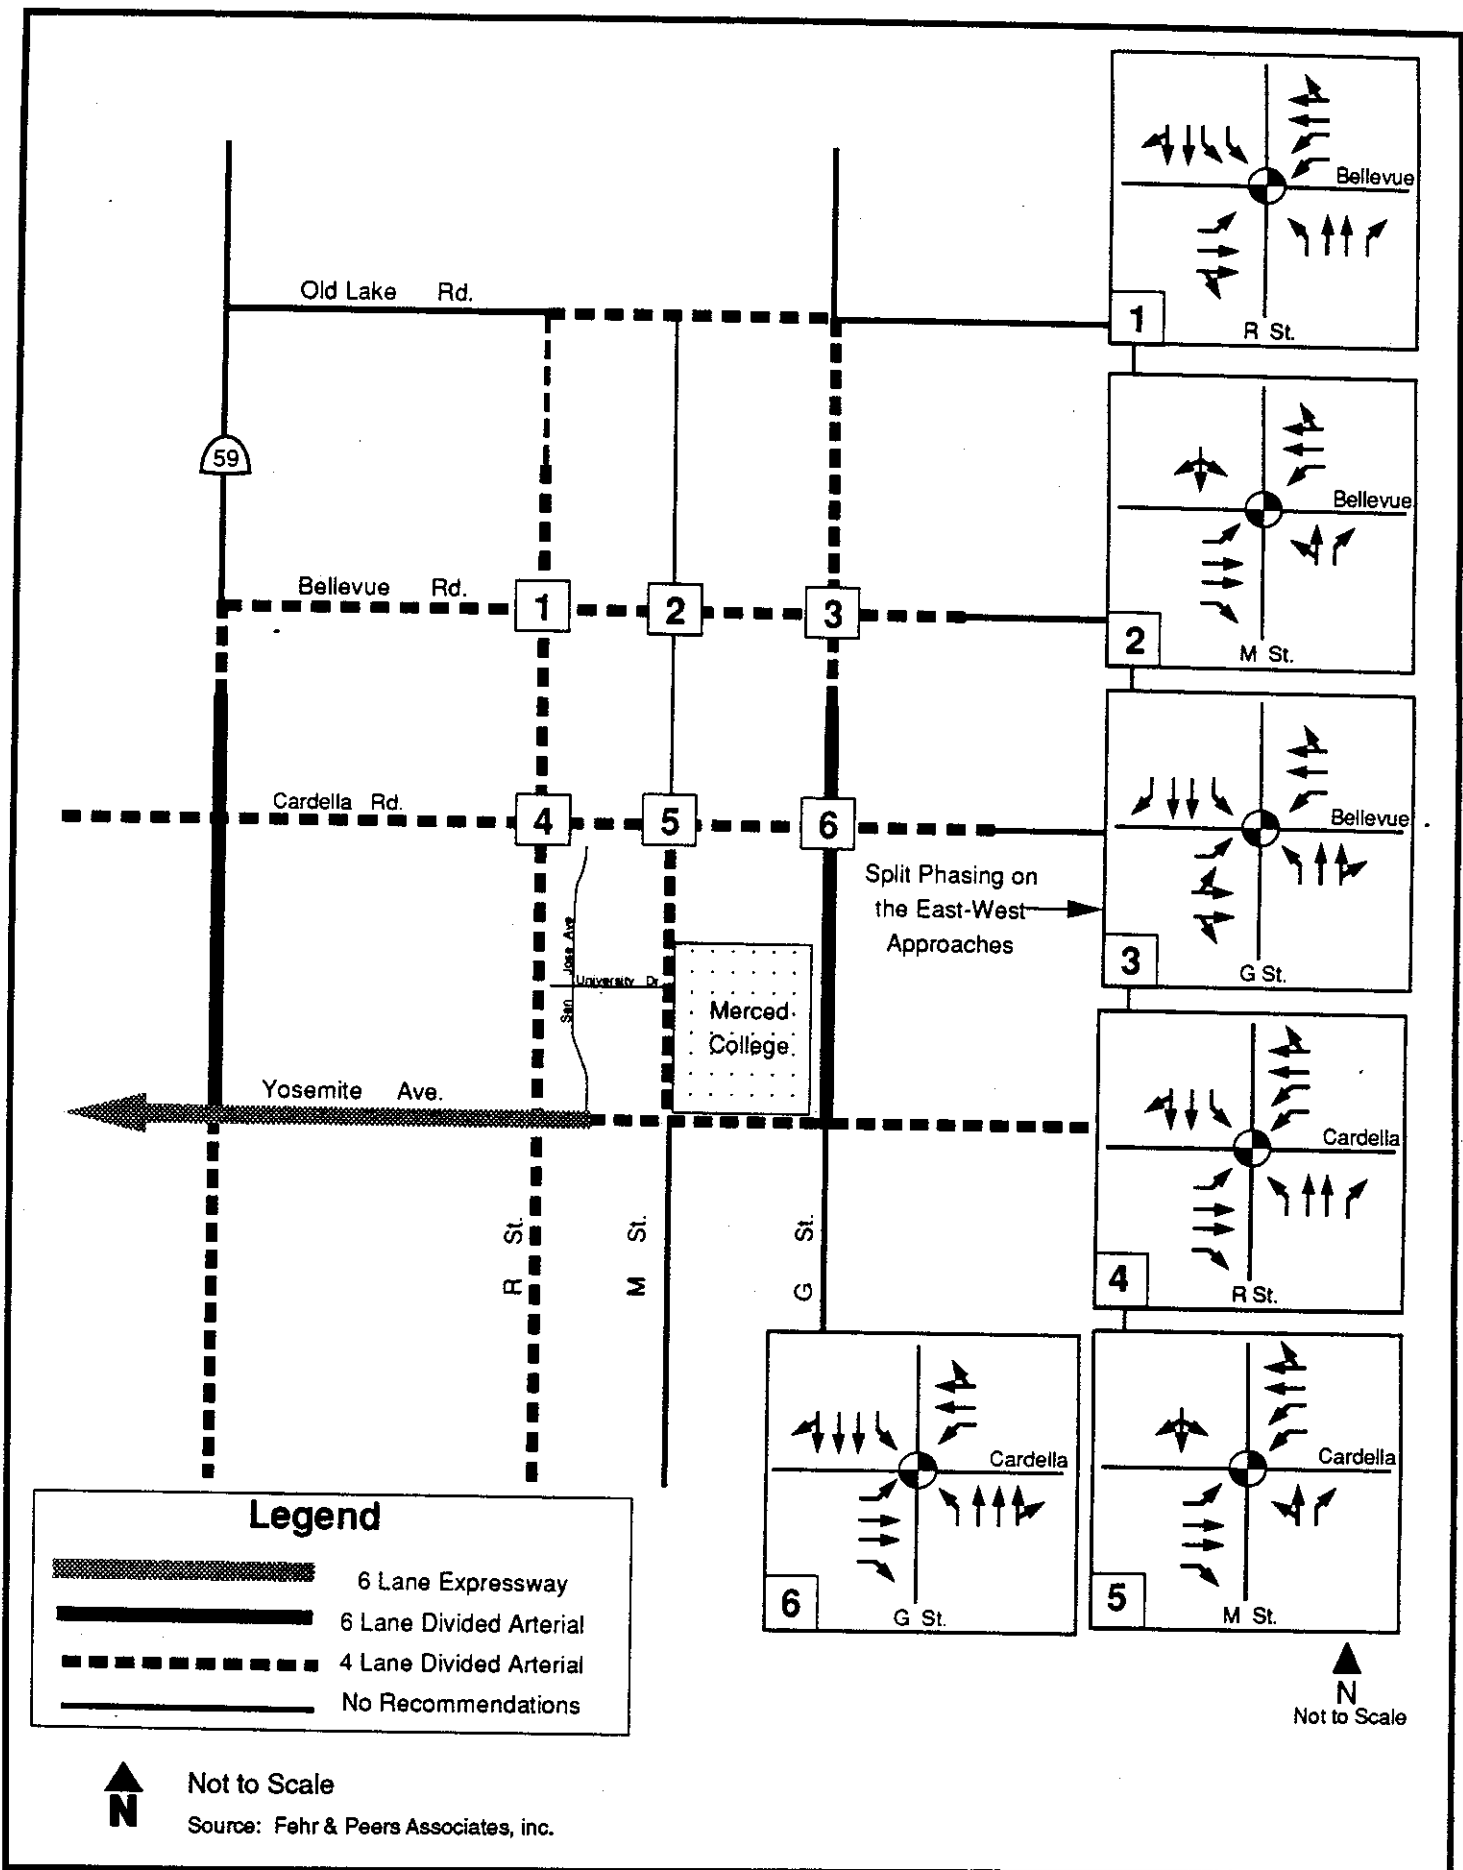 Bellevue
1
R St.
Old Lake Rd.
59
Bellevue
2
M St.
Bellevue Rd.
1
2
3
Bellevue
3
G St.
Cardella Rd.
4
5
6
Split Phasing on
the East-West
Approaches
San Jose Ave
University Dr
Merced
College
Yosemite Ave.
Cardella
4
R St.
R St.
M St.
G St.
Cardella
6
G St.
Cardella
5
M St.
Legend
6 Lane Expressway
6 Lane Divided Arterial
4 Lane Divided Arterial
No Recommendations
N
Not to Scale
N
Not to Scale
Source: Fehr & Peers Associates, inc.